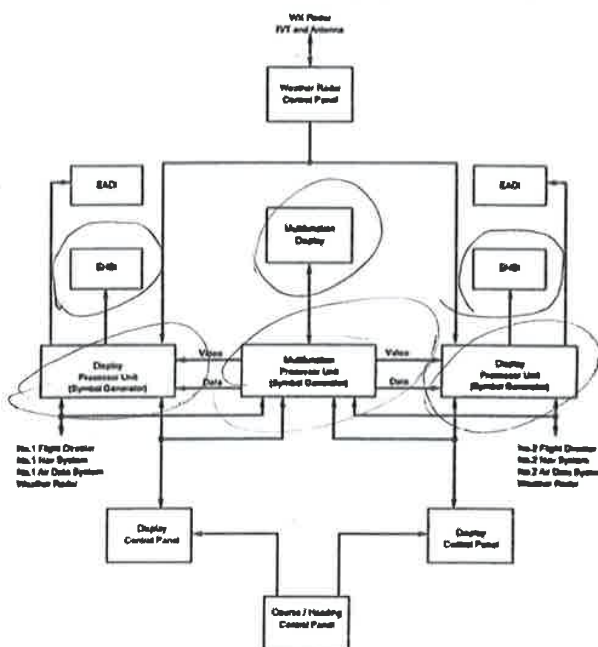 WX Radar
R/T and Antenna
Weather Radar
Control Panel
EADI
EADI
Multifunction
Display
EHSI
EHSI
Display
Processor Unit
(Symbol Generator)
Video
Data
Multifunction
Processor Unit
(Symbol Generator)
Video
Data
Display
Processor Unit
(Symbol Generator)
No.1 Flight Director
No.1 Nav System
No.1 Air Data System
Weather Radar
No.2 Flight Director
No.2 Nav System
No.2 Air Data System
Weather Radar
Display
Control Panel
Display
Control Panel
Course / Heading
Control Panel